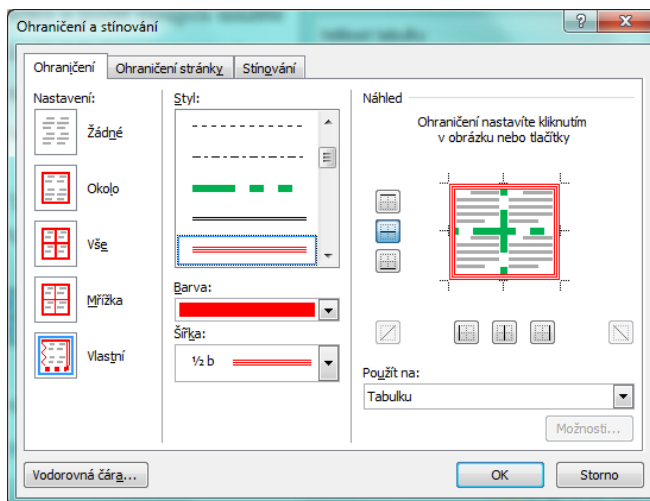 Ohraničení a stínování
Ohraničení
Ohraničení stránky
Stínování
Nastavení:
Žádné
Okolo
Vše
Mřížka
Vlastní
Styl:
Barva:
Šířka:
½ b
Náhled
Ohraničení nastavíte kliknutím
v obrázku nebo tlačítky
Použít na:
Tabulku
Možnosti...
Vodorovná čára...
OK
Storno